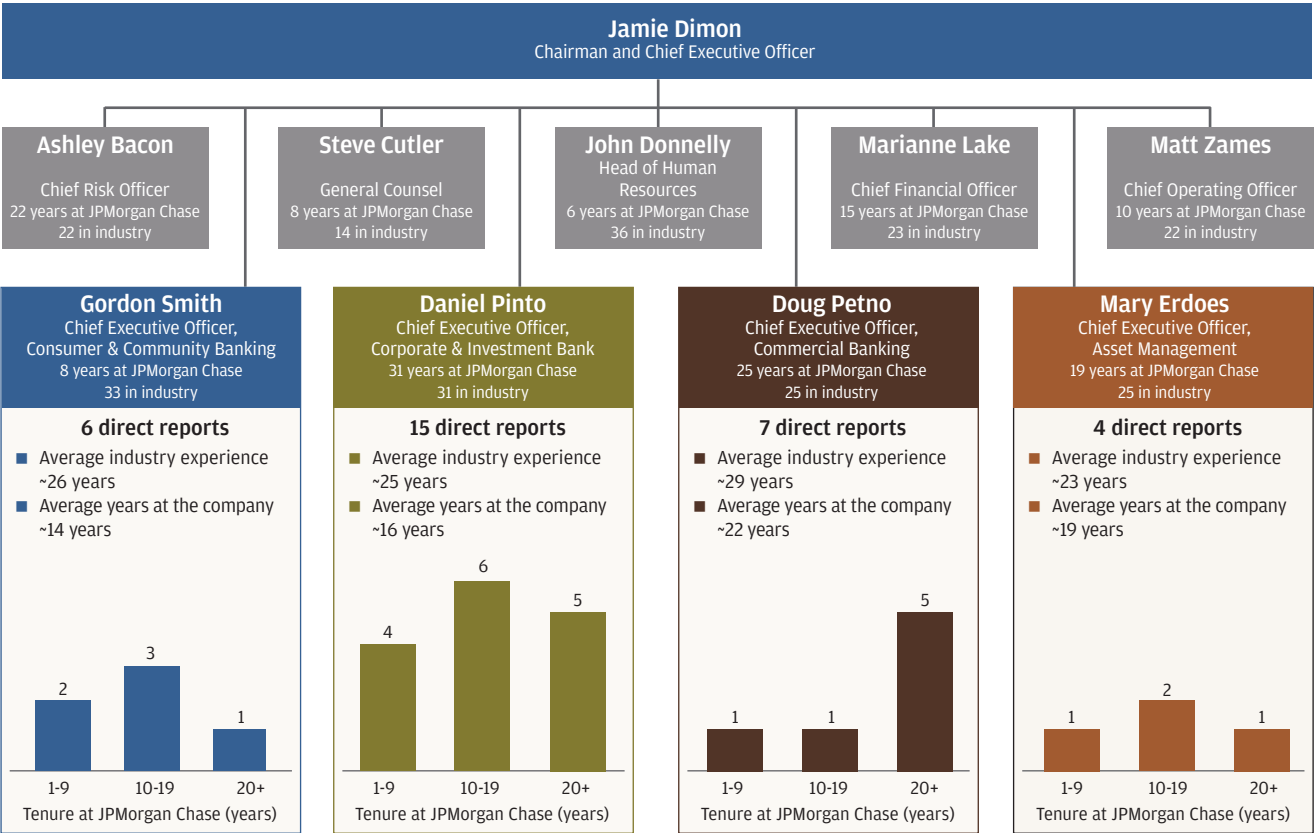 Jamie Dimon
Chairman and Chief Executive Officer
Ashley Bacon
Chief Risk Officer
22 years at JPMorgan Chase
22 in industry
Steve Cutler
General Counsel
8 years at JPMorgan Chase
14 in industry
John Donnelly
Head of Human
Resources
6 years at JPMorgan Chase
36 in industry
Marianne Lake
Chief Financial Officer
15 years at JPMorgan Chase
23 in industry
Matt Zames
Chief Operating Officer
10 years at JPMorgan Chase
22 in industry
Gordon Smith
Chief Executive Officer,
Consumer & Community Banking
8 years at JPMorgan Chase
33 in industry
6 direct reports
■ Average industry experience
~26 years
■ Average years at the company
~14 years
2
3
1
1-9
10-19
20+
Tenure at JPMorgan Chase (years)
Daniel Pinto
Chief Executive Officer,
Corporate & Investment Bank
31 years at JPMorgan Chase
31 in industry
15 direct reports
■ Average industry experience
~25 years
■ Average years at the company
~16 years
4
6
5
1-9
10-19
20+
Tenure at JPMorgan Chase (years)
Doug Petno
Chief Executive Officer,
Commercial Banking
25 years at JPMorgan Chase
25 in industry
7 direct reports
■ Average industry experience
~29 years
■ Average years at the company
~22 years
1
1
5
1-9
10-19
20+
Tenure at JPMorgan Chase (years)
Mary Erdoes
Chief Executive Officer,
Asset Management
19 years at JPMorgan Chase
25 in industry
4 direct reports
■ Average industry experience
~23 years
■ Average years at the company
~19 years
1
2
1
1-9
10-19
20+
Tenure at JPMorgan Chase (years)